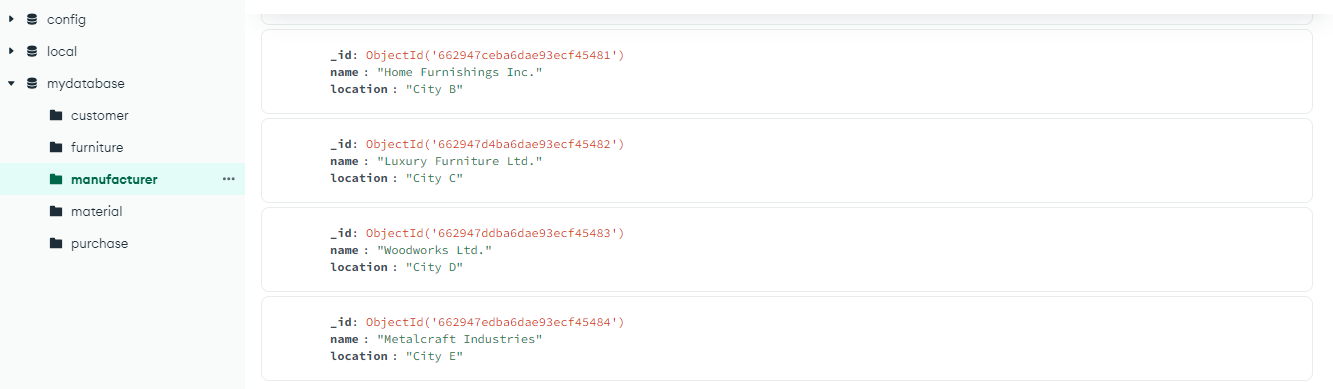 config
local
mydatabase
customer
furniture
manufacturer
material
purchase
_id: ObjectId('662947ceba6dae93ecf45481')
name : "Home Furnishings Inc."
location : "City B"
_id: ObjectId('662947d4ba6dae93ecf45482')
name : "Luxury Furniture Ltd."
location : "City C"
_id: ObjectId('662947ddba6dae93ecf45483')
name : "Woodworks Ltd."
location : "City D"
_id: ObjectId('662947edba6dae93ecf45484')
name : "Metalcraft Industries"
location : "City E"